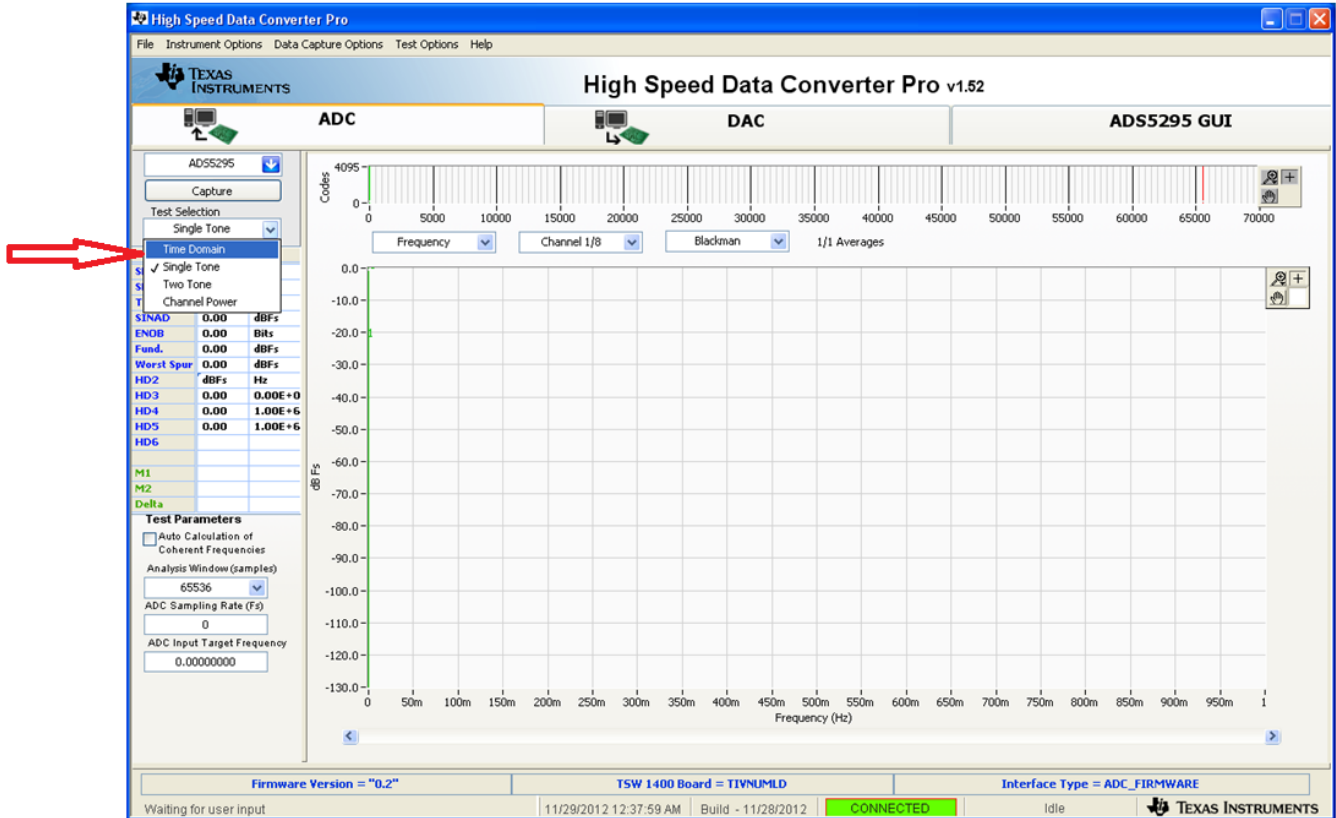 High Speed Data Converter Pro
File Instrument Options Data Capture Options Test Options Help
TEXAS INSTRUMENTS
High Speed Data Converter Pro v1.52
ADC
DAC
ADS5295 GUI
ADS5295
Capture
Test Selection
Single Tone
Time Domain
✓ Single Tone
Two Tone
Channel Power
SINAD 0.00 dBFs
ENOB 0.00 Bits
Fund. 0.00 dBFs
Worst Spur 0.00 dBFs
HD2 dBFs Hz
HD3 0.00 0.00E+0
HD4 0.00 1.00E+6
HD5 0.00 1.00E+6
HD6
M1
M2
Delta
Test Parameters
Auto Calculation of
Coherent Frequencies
Analysis Window (samples)
65536
ADC Sampling Rate (Fs)
0
ADC Input Target Frequency
0.00000000
Codes
4095
0
0 5000 10000 15000 20000 25000 30000 35000 40000 45000 50000 55000 60000 65000 70000
Frequency
Channel 1/8
Blackman
1/1 Averages
dB Fs
0.0
-10.0
-20.0
1
-30.0
-40.0
-50.0
-60.0
-70.0
-80.0
-90.0
-100.0
-110.0
-120.0
-130.0
0 50m 100m 150m 200m 250m 300m 350m 400m 450m 500m 550m 600m 650m 700m 750m 800m 850m 900m 950m 1
Frequency (Hz)
Firmware Version = "0.2"
TSW 1400 Board = TIVNUMLD
Interface Type = ADC_FIRMWARE
Waiting for user input
11/29/2012 12:37:59 AM
Build - 11/28/2012
CONNECTED
Idle
TEXAS INSTRUMENTS